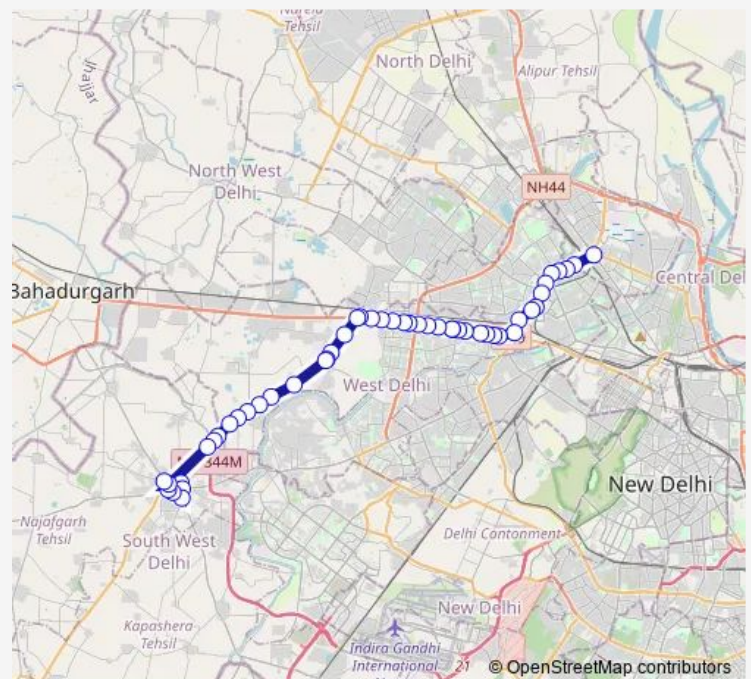 Tehsil
North Delhi
Alipur Tehsil
Jhajjar
North West
Delhi
NH44
Central Del
Bahadurgarh
West Delhi
344M
New Delhi
Najafgarh
Tehsil
South West
Delhi
Delhi Cantonment
New Delhi
Kapashera
Tehsil
Indira Gandhi
International
21
© OpenStreetMap contributors